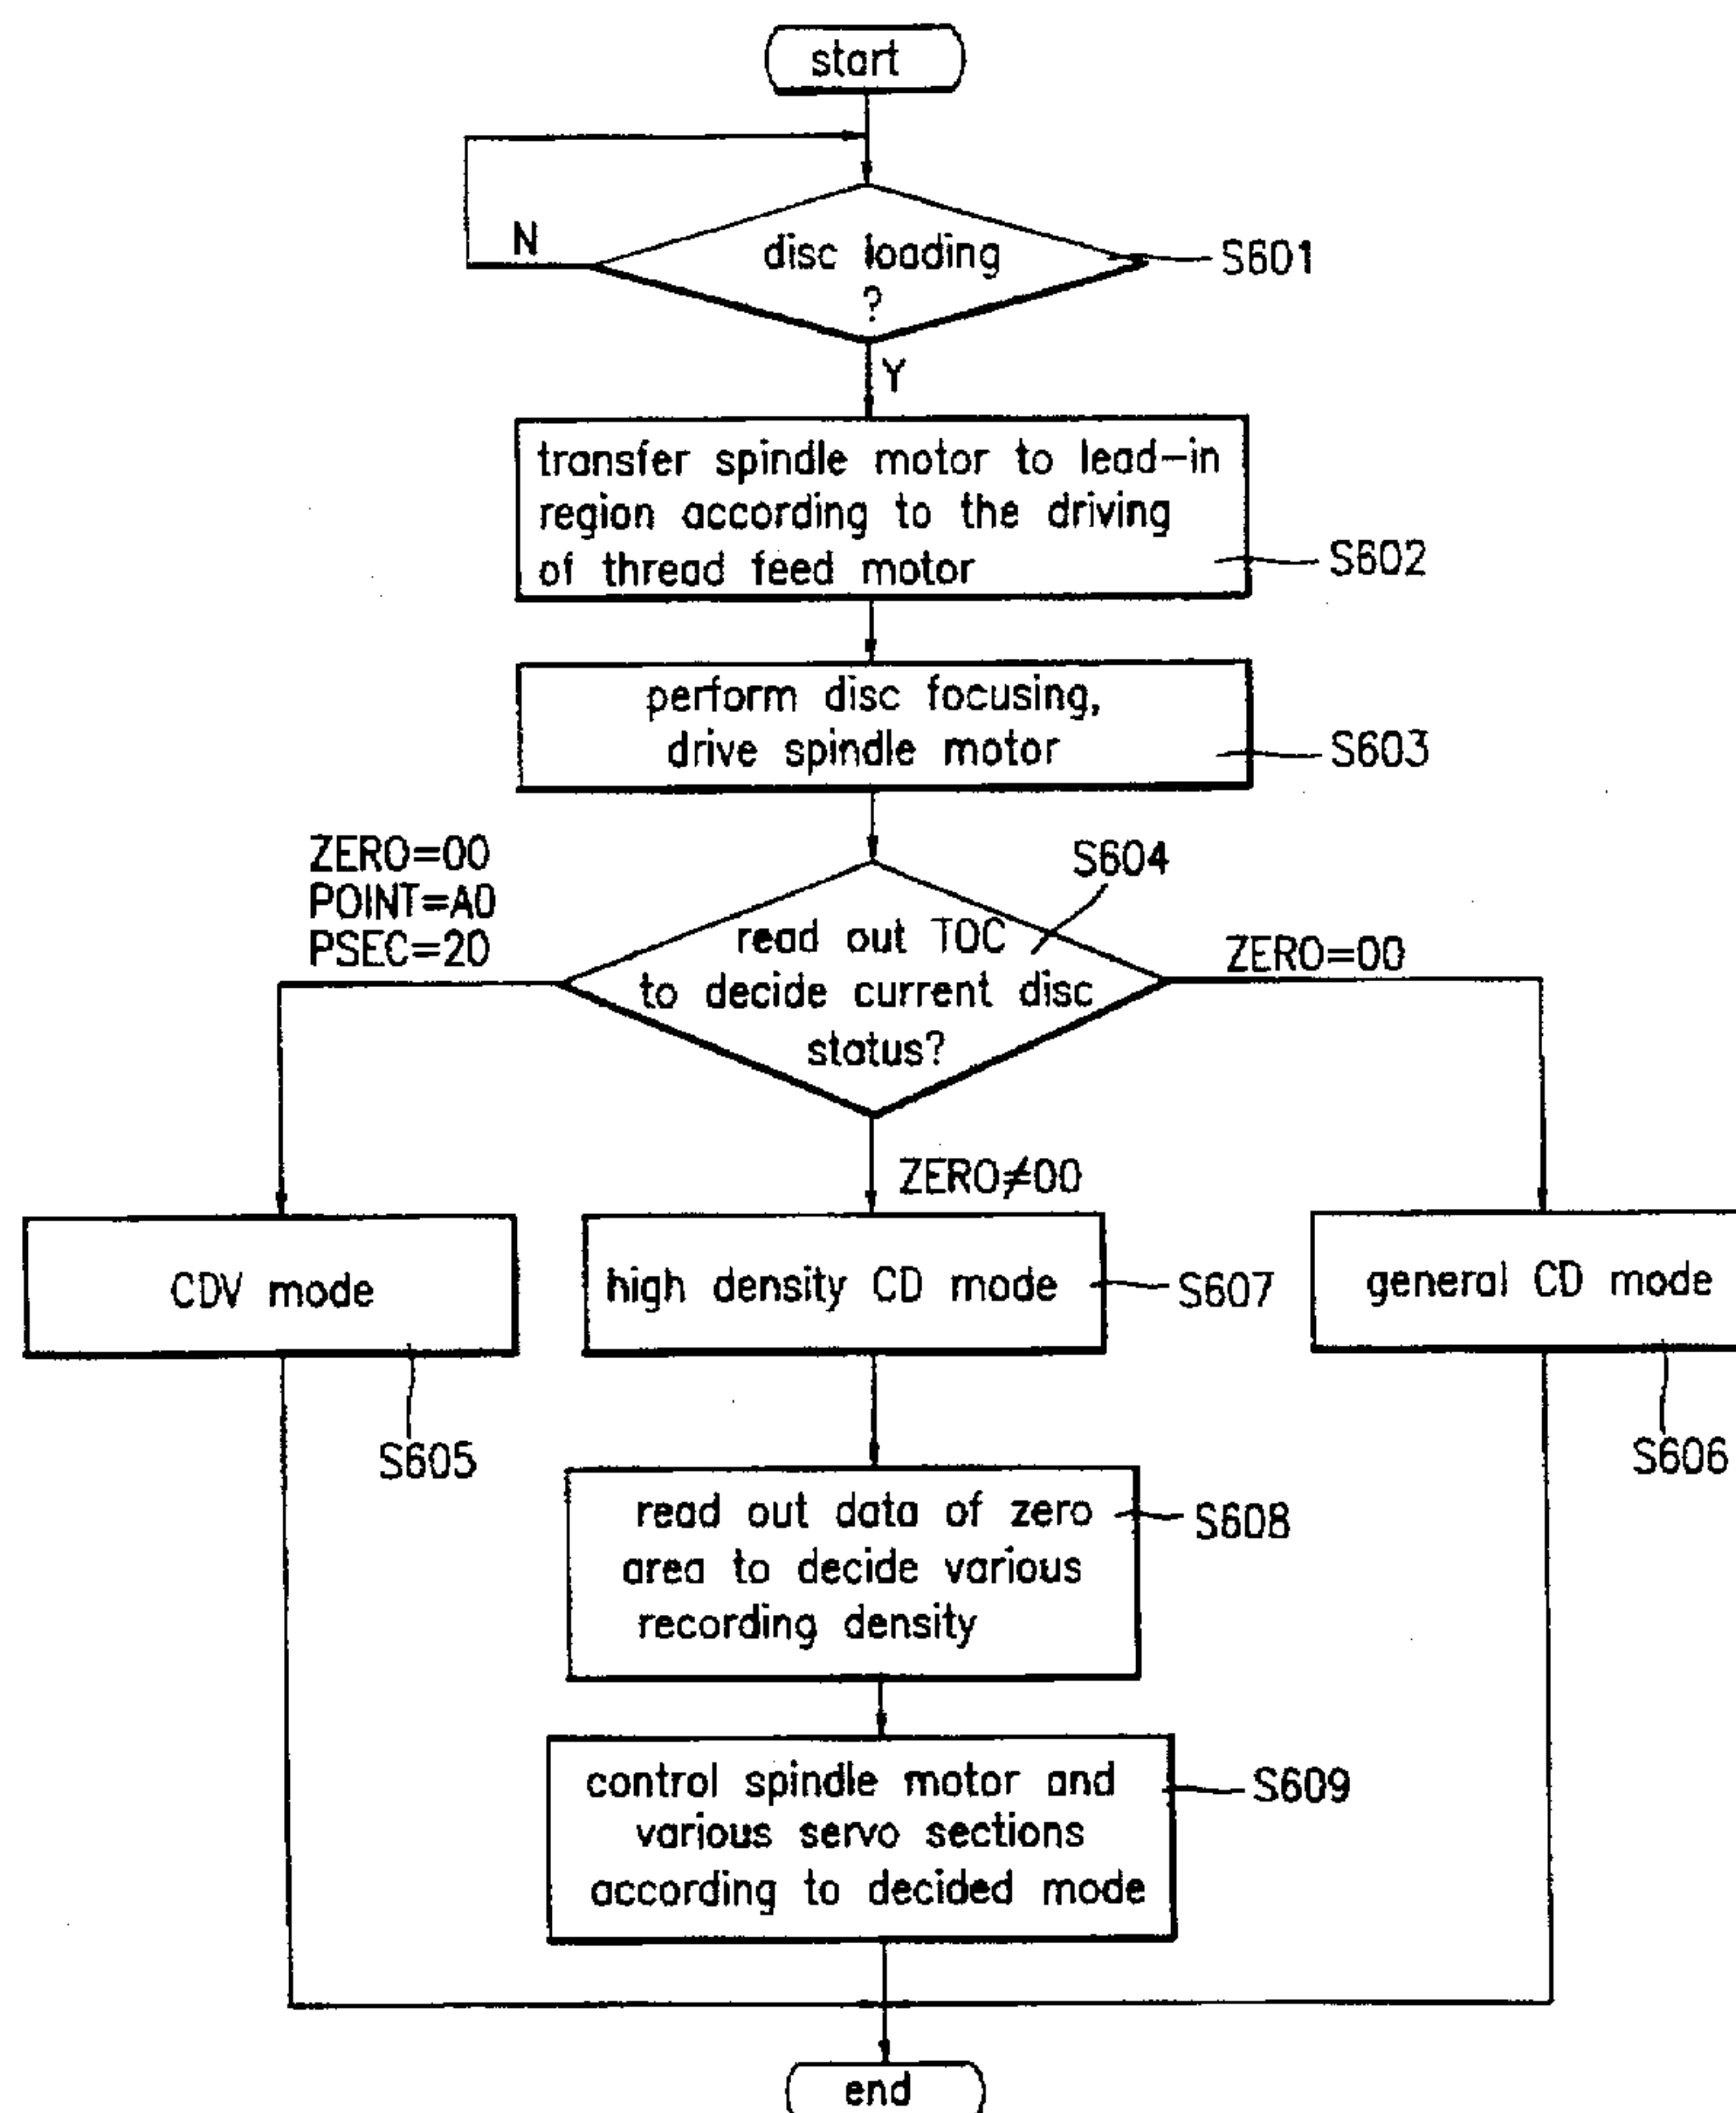 start
N
disc loading
?
S601
Y
transfer spindle motor to lead-in
region according to the driving
of thread feed motor
S602
perform disc focusing,
drive spindle motor
S603
ZERO=00
POINT=A0
PSEC=20
S604
read out TOC
to decide current disc
status?
ZERO=00
ZERO≠00
CDV mode
high density CD mode
S607
general CD mode
S605
S606
read out data of zero
area to decide various
recording density
S608
control spindle motor and
various servo sections
according to decided mode
S609
end